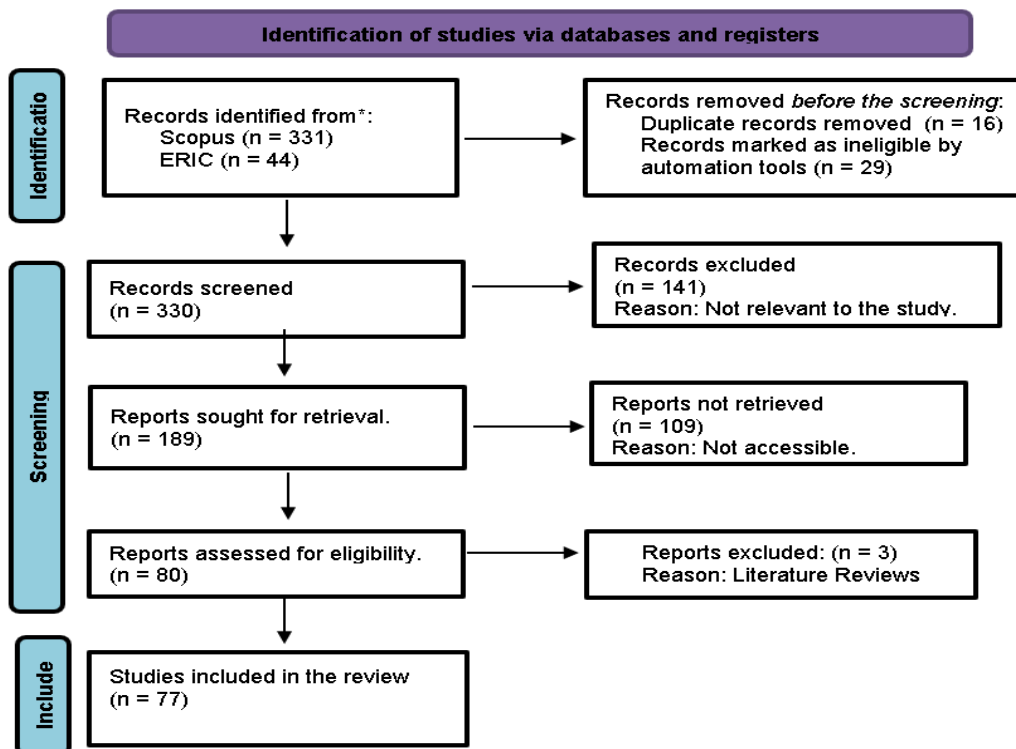 Identification of studies via databases and registers
Identificatio
Records identified from*:
Scopus (n = 331)
ERIC (n = 44)
Records removed before the screening:
Duplicate records removed (n = 16)
Records marked as ineligible by
automation tools (n = 29)
Screening
Records screened
(n = 330)
Records excluded
(n = 141)
Reason: Not relevant to the study.
Reports sought for retrieval.
(n = 189)
Reports not retrieved
(n = 109)
Reason: Not accessible.
Reports assessed for eligibility.
(n = 80)
Reports excluded: (n = 3)
Reason: Literature Reviews
Include
Studies included in the review
(n = 77)